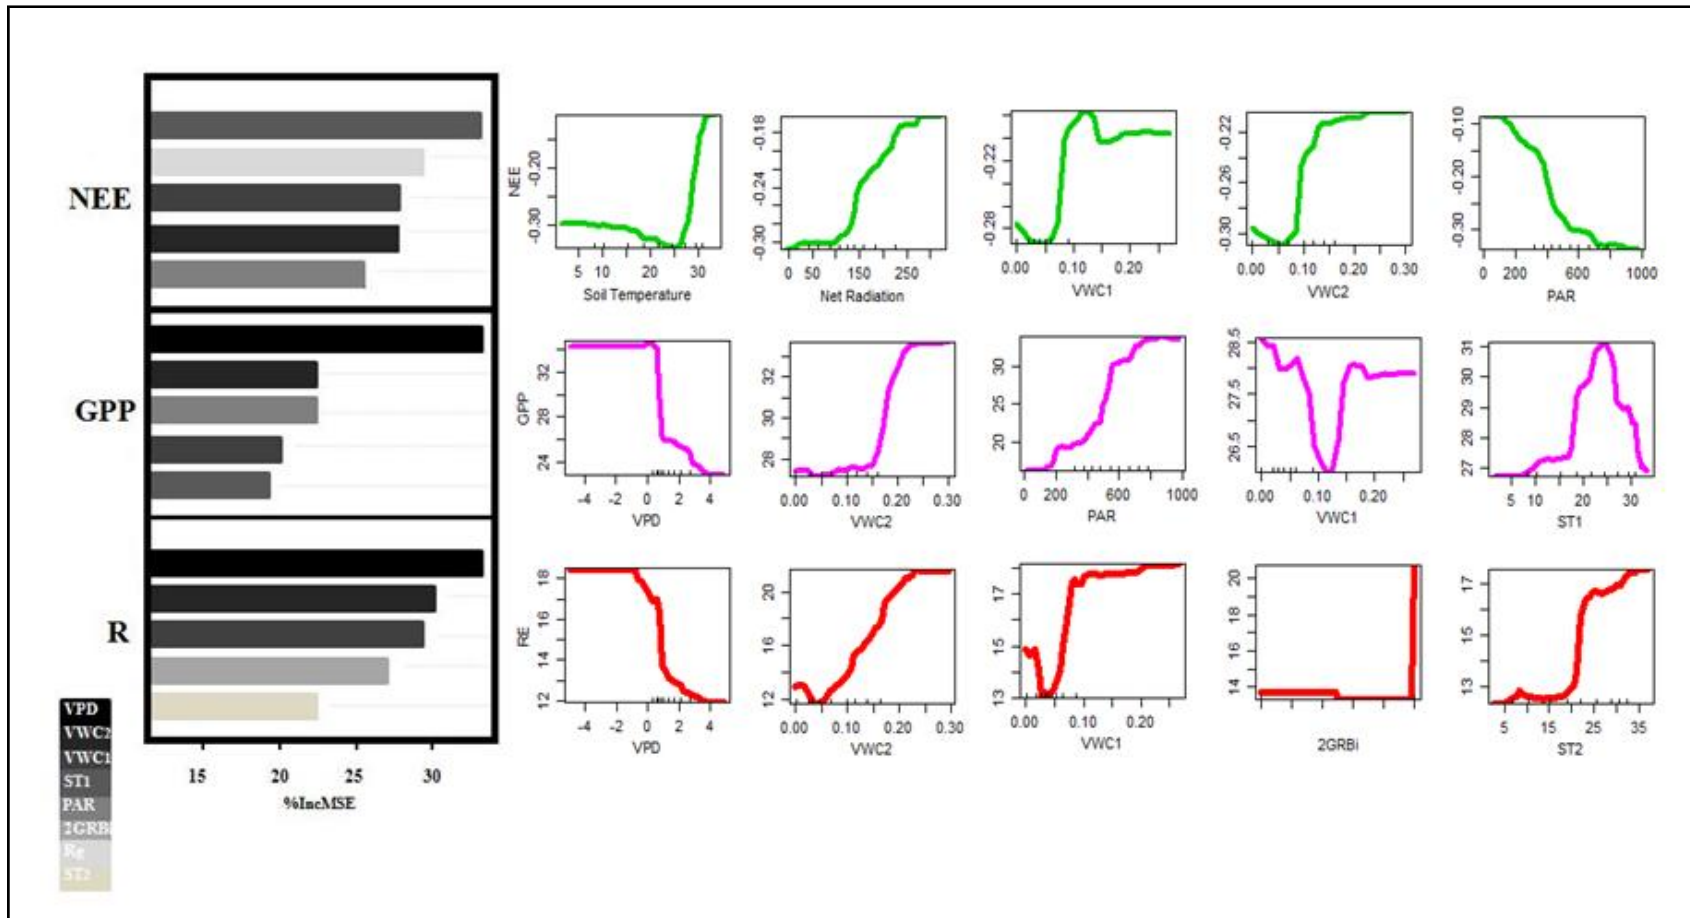 NEE
GPP
R
15 20 25 30
%IncMSE
VPD
VWC2
VWC1
ST1
PAR
2GRBi
Rg
ST2
NEE
-0.20
-0.30
5 10 20 30
Soil Temperature
-0.18
-0.24
-0.30
0 50 150 250
Net Radiation
-0.22
-0.28
0.00 0.10 0.20
VWC1
-0.22
-0.26
-0.30
0.00 0.10 0.20 0.30
VWC2
-0.10
-0.20
-0.30
0 200 600 1000
PAR
GPP
32
28
24
-4 0 2 4
VPD
32
30
28
0.00 0.10 0.20 0.30
VWC2
30
25
20
0 200 600 1000
PAR
28.5
27.5
26.5
0.00 0.10 0.20
VWC1
31
30
29
28
27
5 10 20 30
ST1
RE
18
16
14
12
-4 0 2 4
VPD
20
16
12
0.00 0.10 0.20 0.30
VWC2
17
15
13
0.00 0.10 0.20
VWC1
20
18
16
14
2GRBi
17
15
13
5 15 25 35
ST2